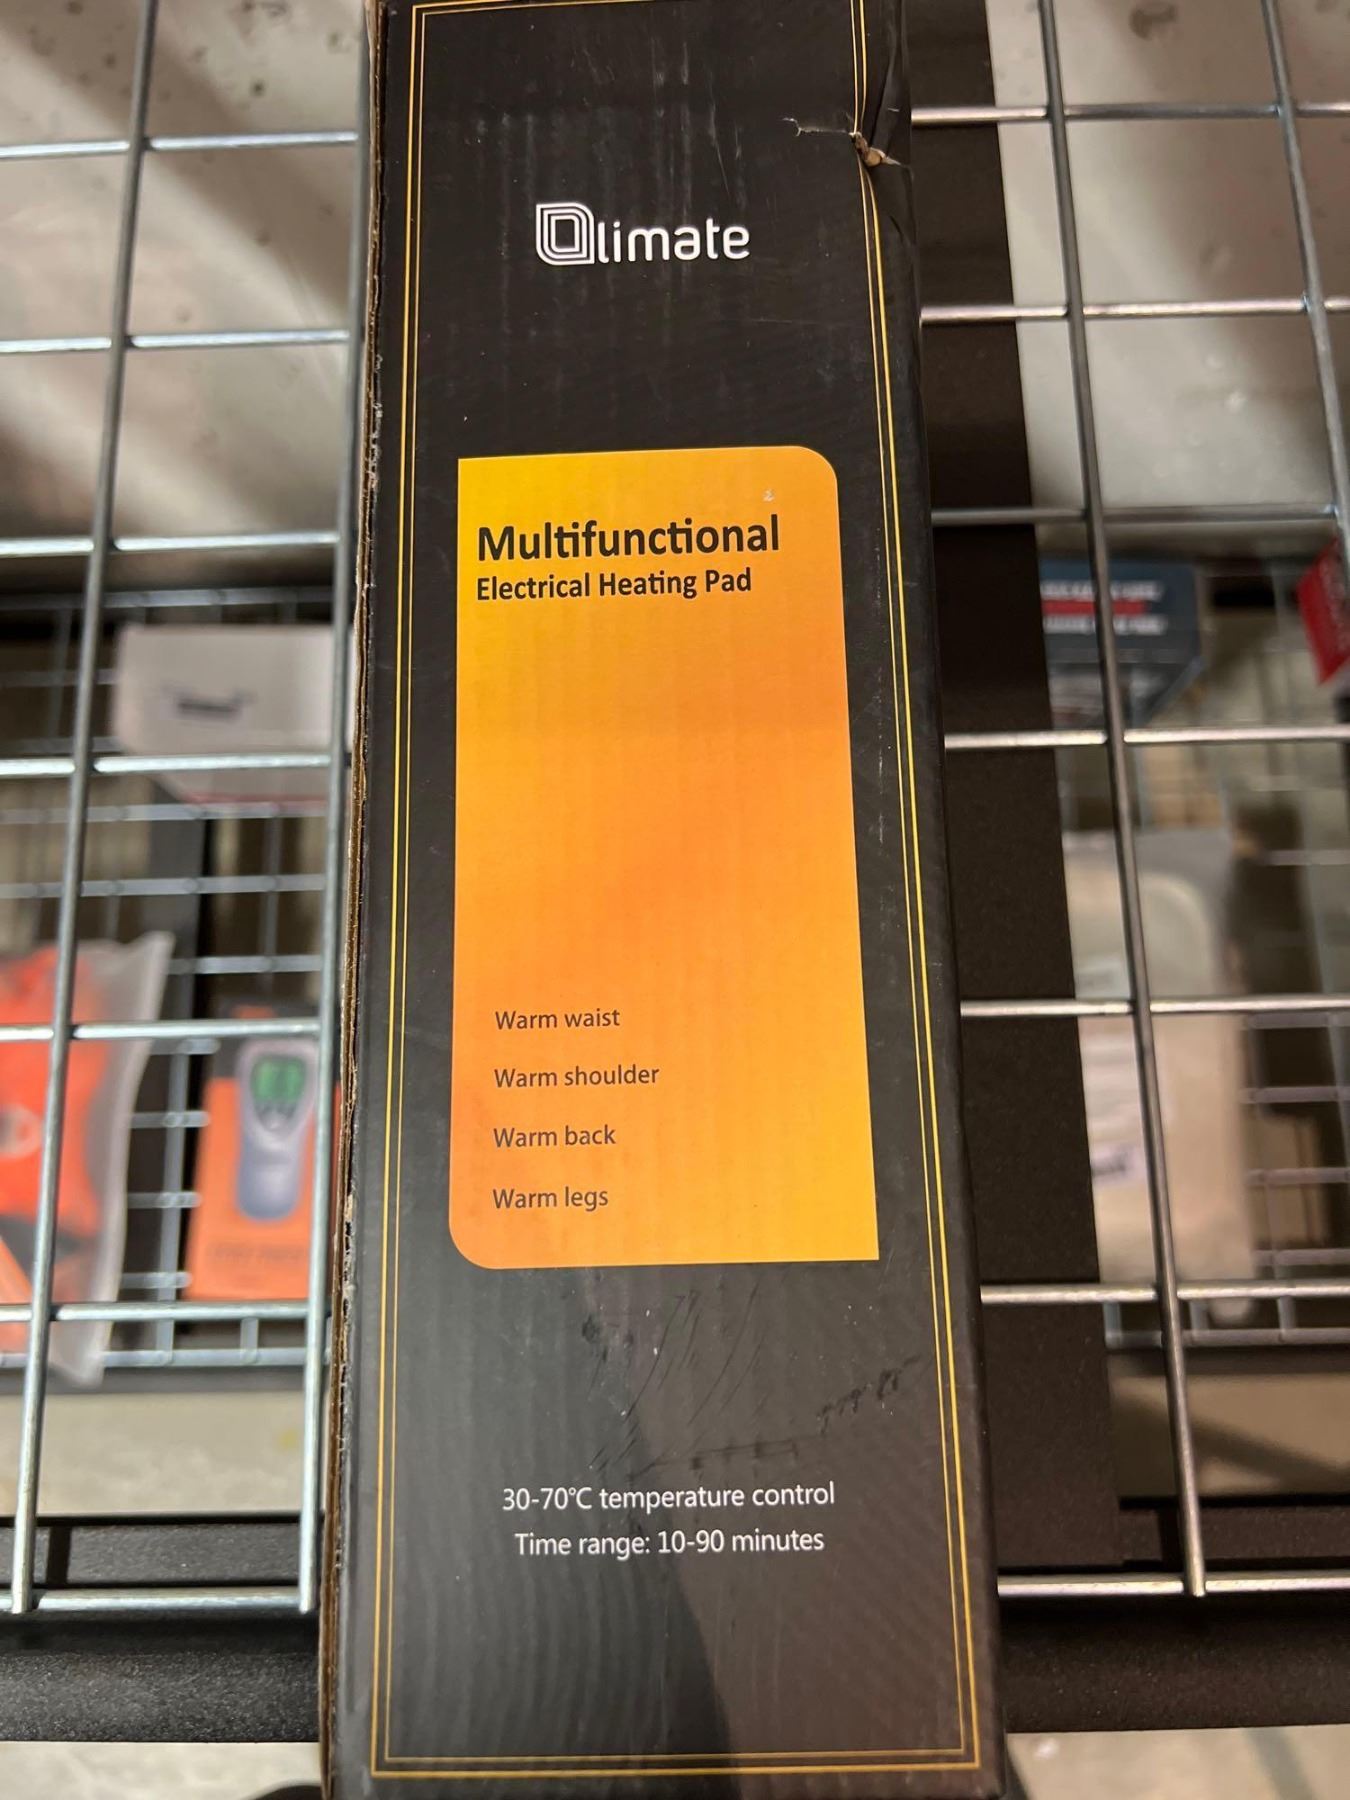 Olimate
Multifunctional
Electrical Heating Pad
Warm waist
Warm shoulder
Warm back
Warm legs
30-70°C temperature control
Time range: 10-90 minutes